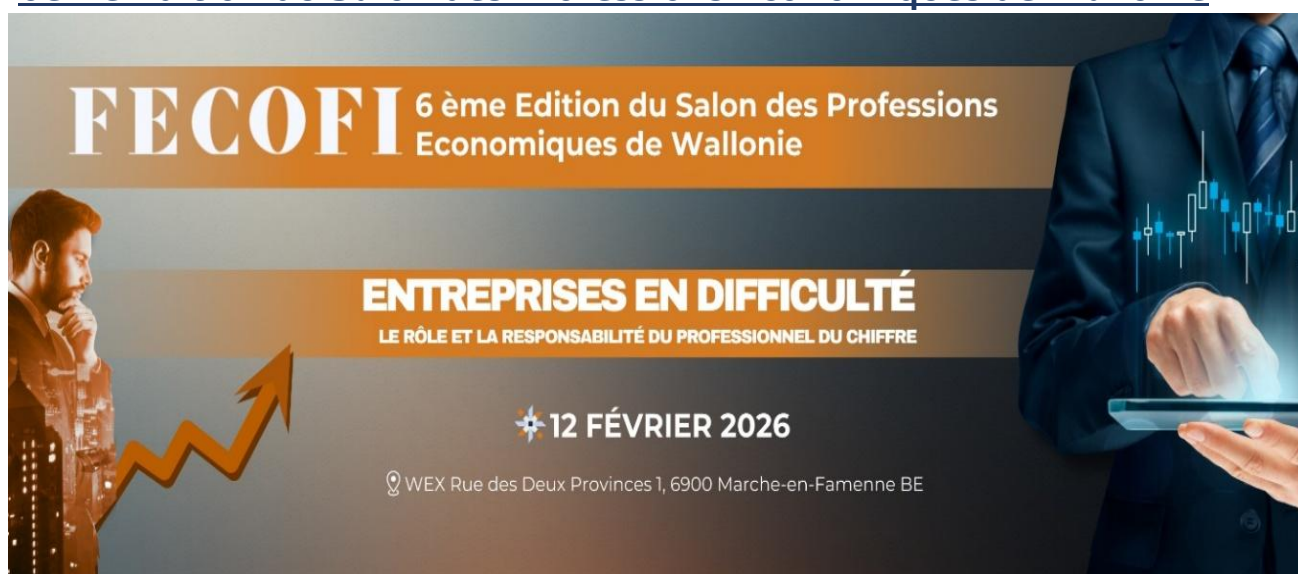 FECOFI
6 ème Edition du Salon des Professions
Economiques de Wallonie
ENTREPRISES EN DIFFICULTÉ
LE RÔLE ET LA RESPONSABILITÉ DU PROFESSIONNEL DU CHIFFRE
12 FÉVRIER 2026
WEX Rue des Deux Provinces 1, 6900 Marche-en-Famenne BE